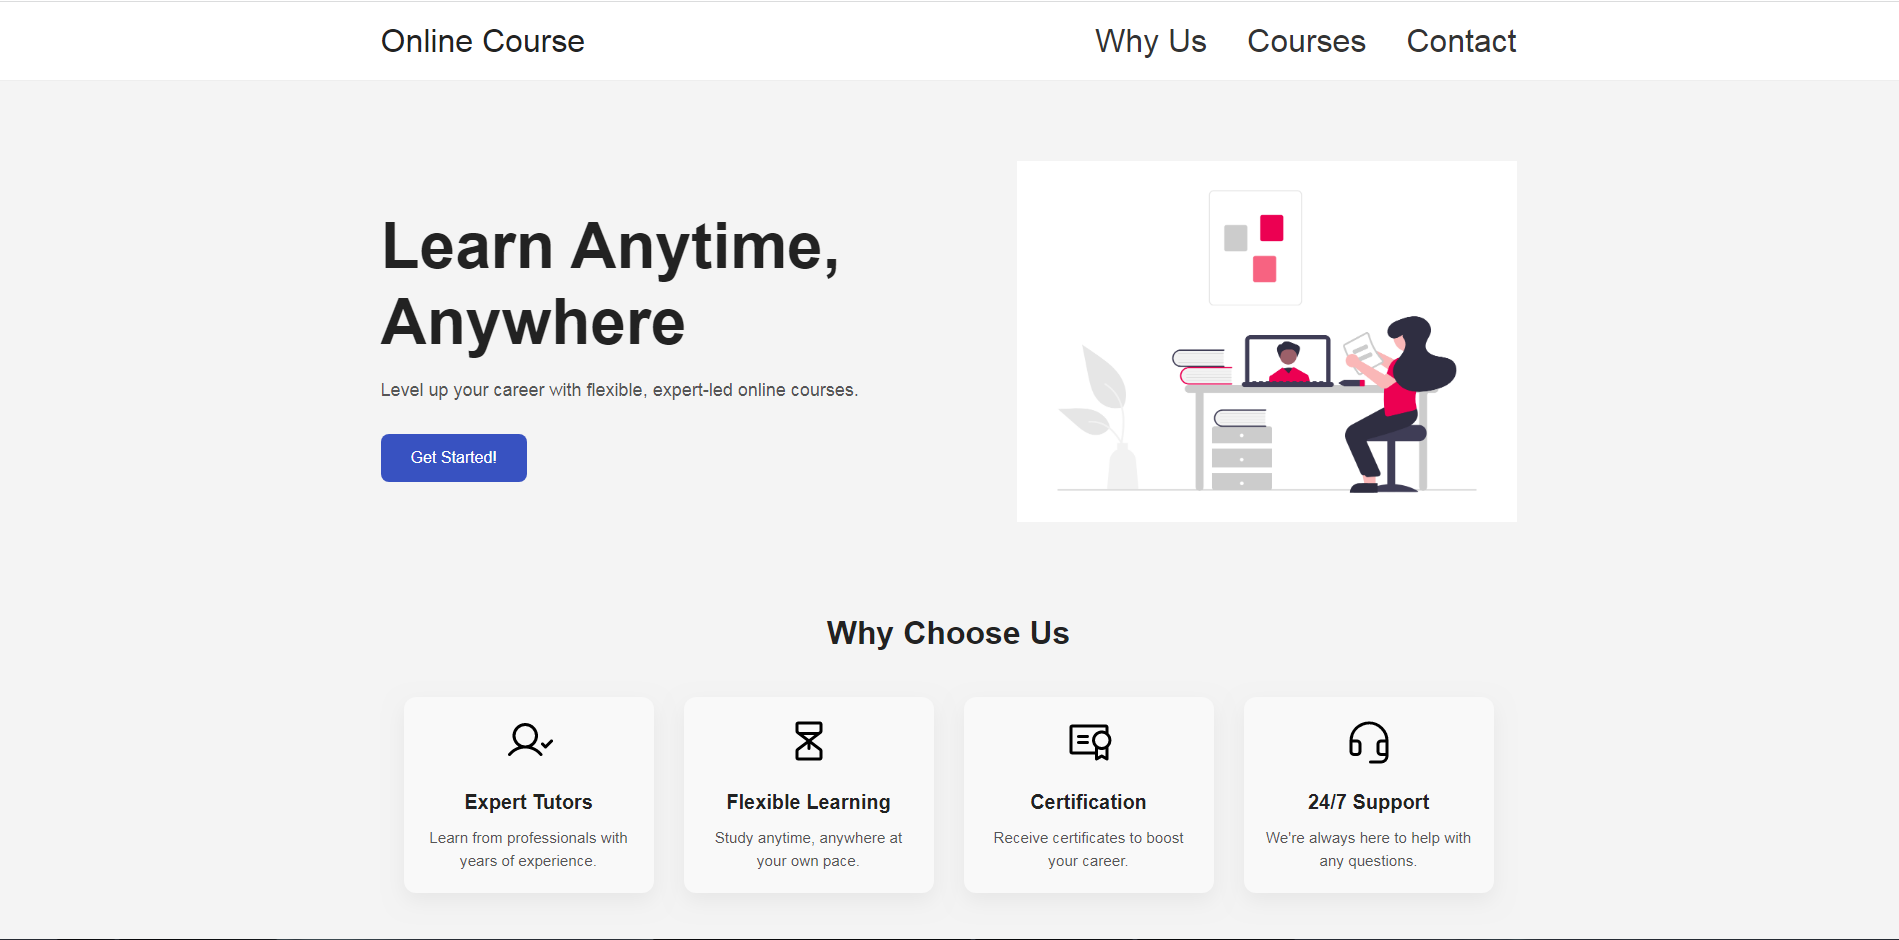 Online Course
Why Us
Courses
Contact
Learn Anytime,
Anywhere
Level up your career with flexible, expert-led online courses.
Get Started!
Why Choose Us
Expert Tutors
Learn from professionals with
years of experience.
Flexible Learning
Study anytime, anywhere at
your own pace.
Certification
Receive certificates to boost
your career.
24/7 Support
We're always here to help with
any questions.